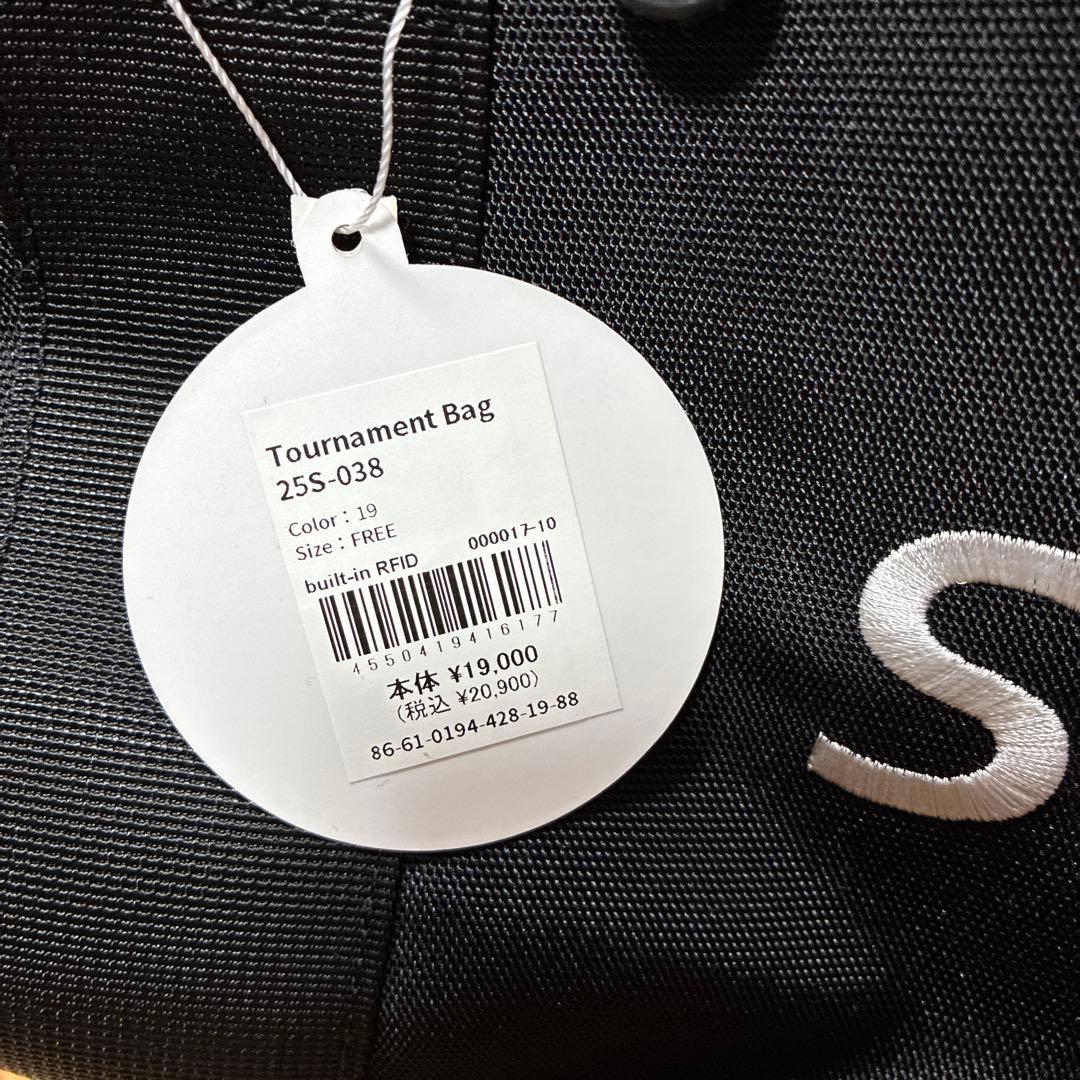 Tournament Bag
25S-038
Color : 19
Size : FREE
built-in RFID 000017-10
4550419416177
本体 ¥19,000
(税込 ¥20,900)
86-61-0194-428-19-88
S